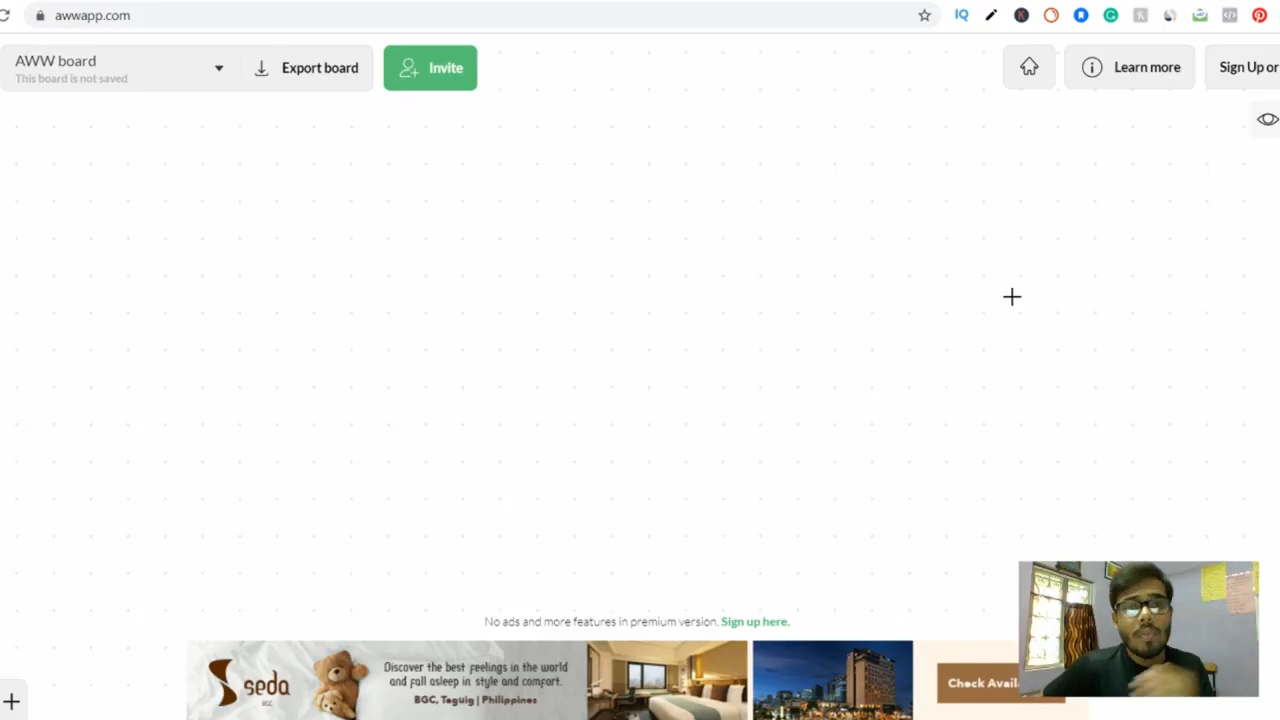 awwapp.com
IQ
AWW board
This board is not saved
Export board
Invite
Learn more
Sign Up or
No ads and more features in premium version. Sign up here.
seda
BGC
Discover the best feelings in the world
and fall asleep in style and comfort.
BGC, Taguig | Philippines
Check Avail